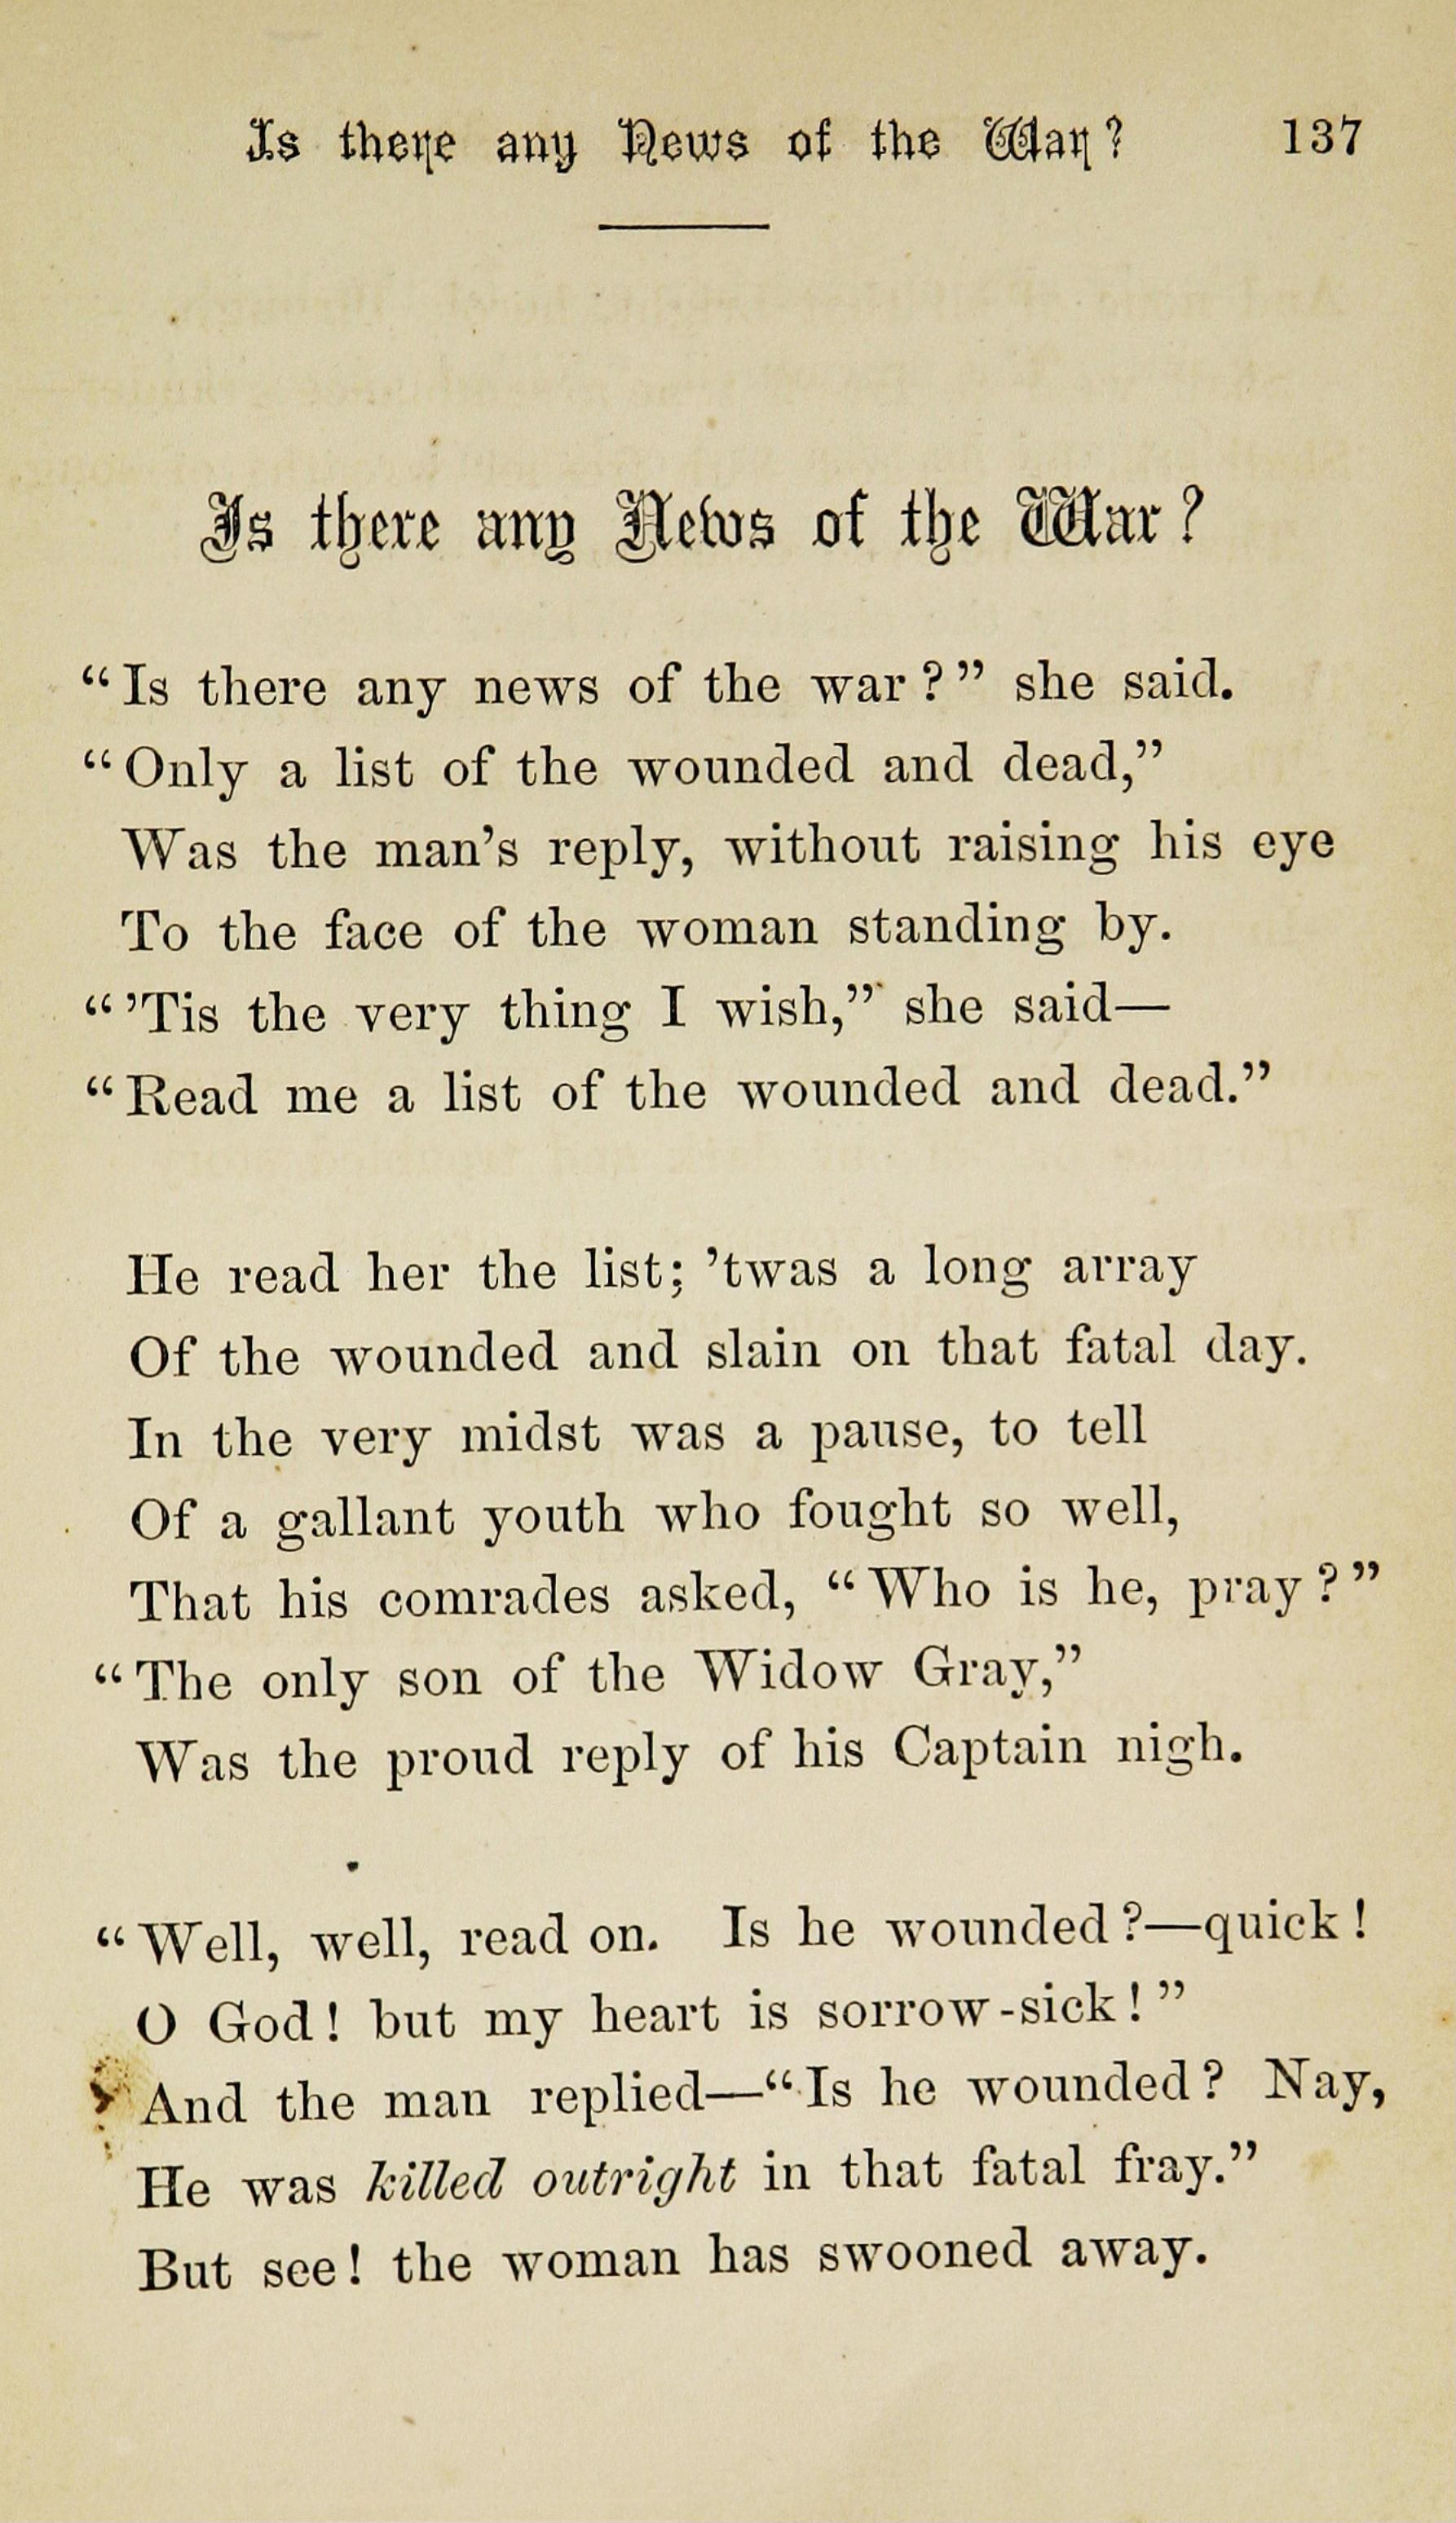 Is there any News of the War? 137
Is there any News of the War?
“Is there any news of the war?” she said.
“Only a list of the wounded and dead,”
Was the man’s reply, without raising his eye
To the face of the woman standing by.
“’Tis the very thing I wish,” she said—
“Read me a list of the wounded and dead.”
He read her the list; ’twas a long array
Of the wounded and slain on that fatal day.
In the very midst was a pause, to tell
Of a gallant youth who fought so well,
That his comrades asked, “Who is he, pray?”
“The only son of the Widow Gray,”
Was the proud reply of his Captain nigh.
“Well, well, read on. Is he wounded?—quick!
O God! but my heart is sorrow-sick!”
And the man replied—“Is he wounded? Nay,
He was killed outright in that fatal fray.”
But see! the woman has swooned away.